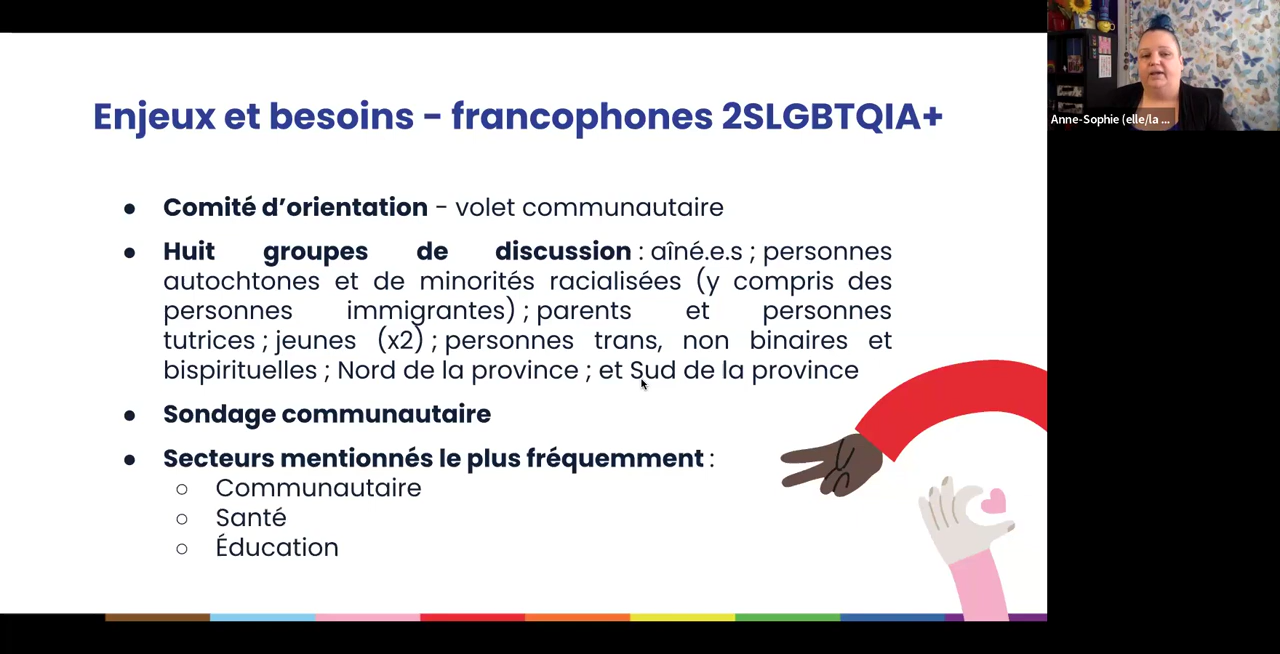 Enjeux et besoins - francophones 2SLGBTQIA+
Anne-Sophie (elle/la ...
● Comité d’orientation - volet communautaire
● Huit groupes de discussion : aîné.e.s ; personnes
autochtones et de minorités racialisées (y compris des
personnes immigrantes) ; parents et personnes
tutrices ; jeunes (x2) ; personnes trans, non binaires et
bispirituelles ; Nord de la province ; et Sud de la province
● Sondage communautaire
● Secteurs mentionnés le plus fréquemment :
○ Communautaire
○ Santé
○ Éducation